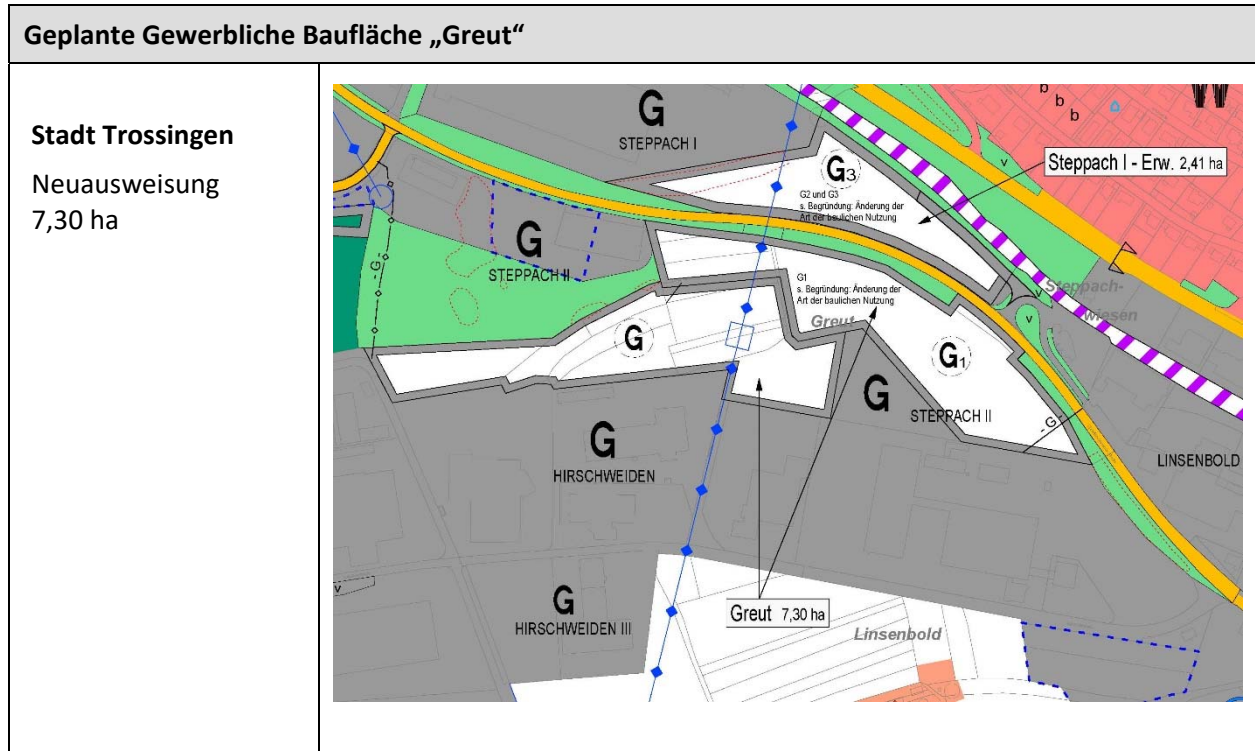 Geplante Gewerbliche Baufläche „Greut“
Stadt Trossingen
Neuausweisung
7,30 ha
G
STEPPACH I
b
b
b
v
G3
Steppach I - Erw. 2,41 ha
G2 und G3
s. Begründung: Änderung der
Art der baulichen Nutzung
G
STEPPACH II
- G -
G1
s. Begründung: Änderung der
Art der baulichen Nutzung
Steppach-
wiesen
v
v
Greut
G
G1
G
STEPPACH II
- G -
G
HIRSCHWEIDEN
LINSENBOLD
v
G
HIRSCHWEIDEN III
Greut 7,30 ha
Linsenbold